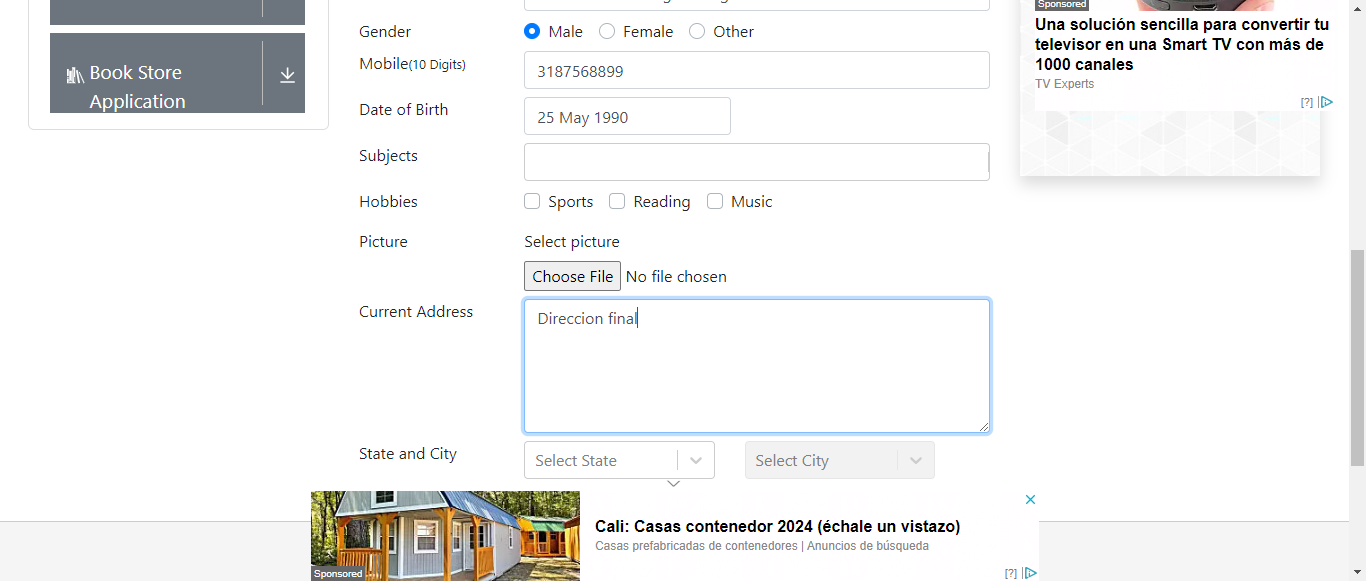 Book Store
Application
Gender
Male
Female
Other
Mobile(10 Digits)
3187568899
Date of Birth
25 May 1990
Subjects
Hobbies
Sports
Reading
Music
Picture
Select picture
Choose File
No file chosen
Current Address
Direccion final
State and City
Select State
Select City
Sponsored
Una solución sencilla para convertir tu
televisor en una Smart TV con más de
1000 canales
TV Experts
[?]
Cali: Casas contenedor 2024 (échale un vistazo)
Casas prefabricadas de contenedores | Anuncios de búsqueda
Sponsored
[?]